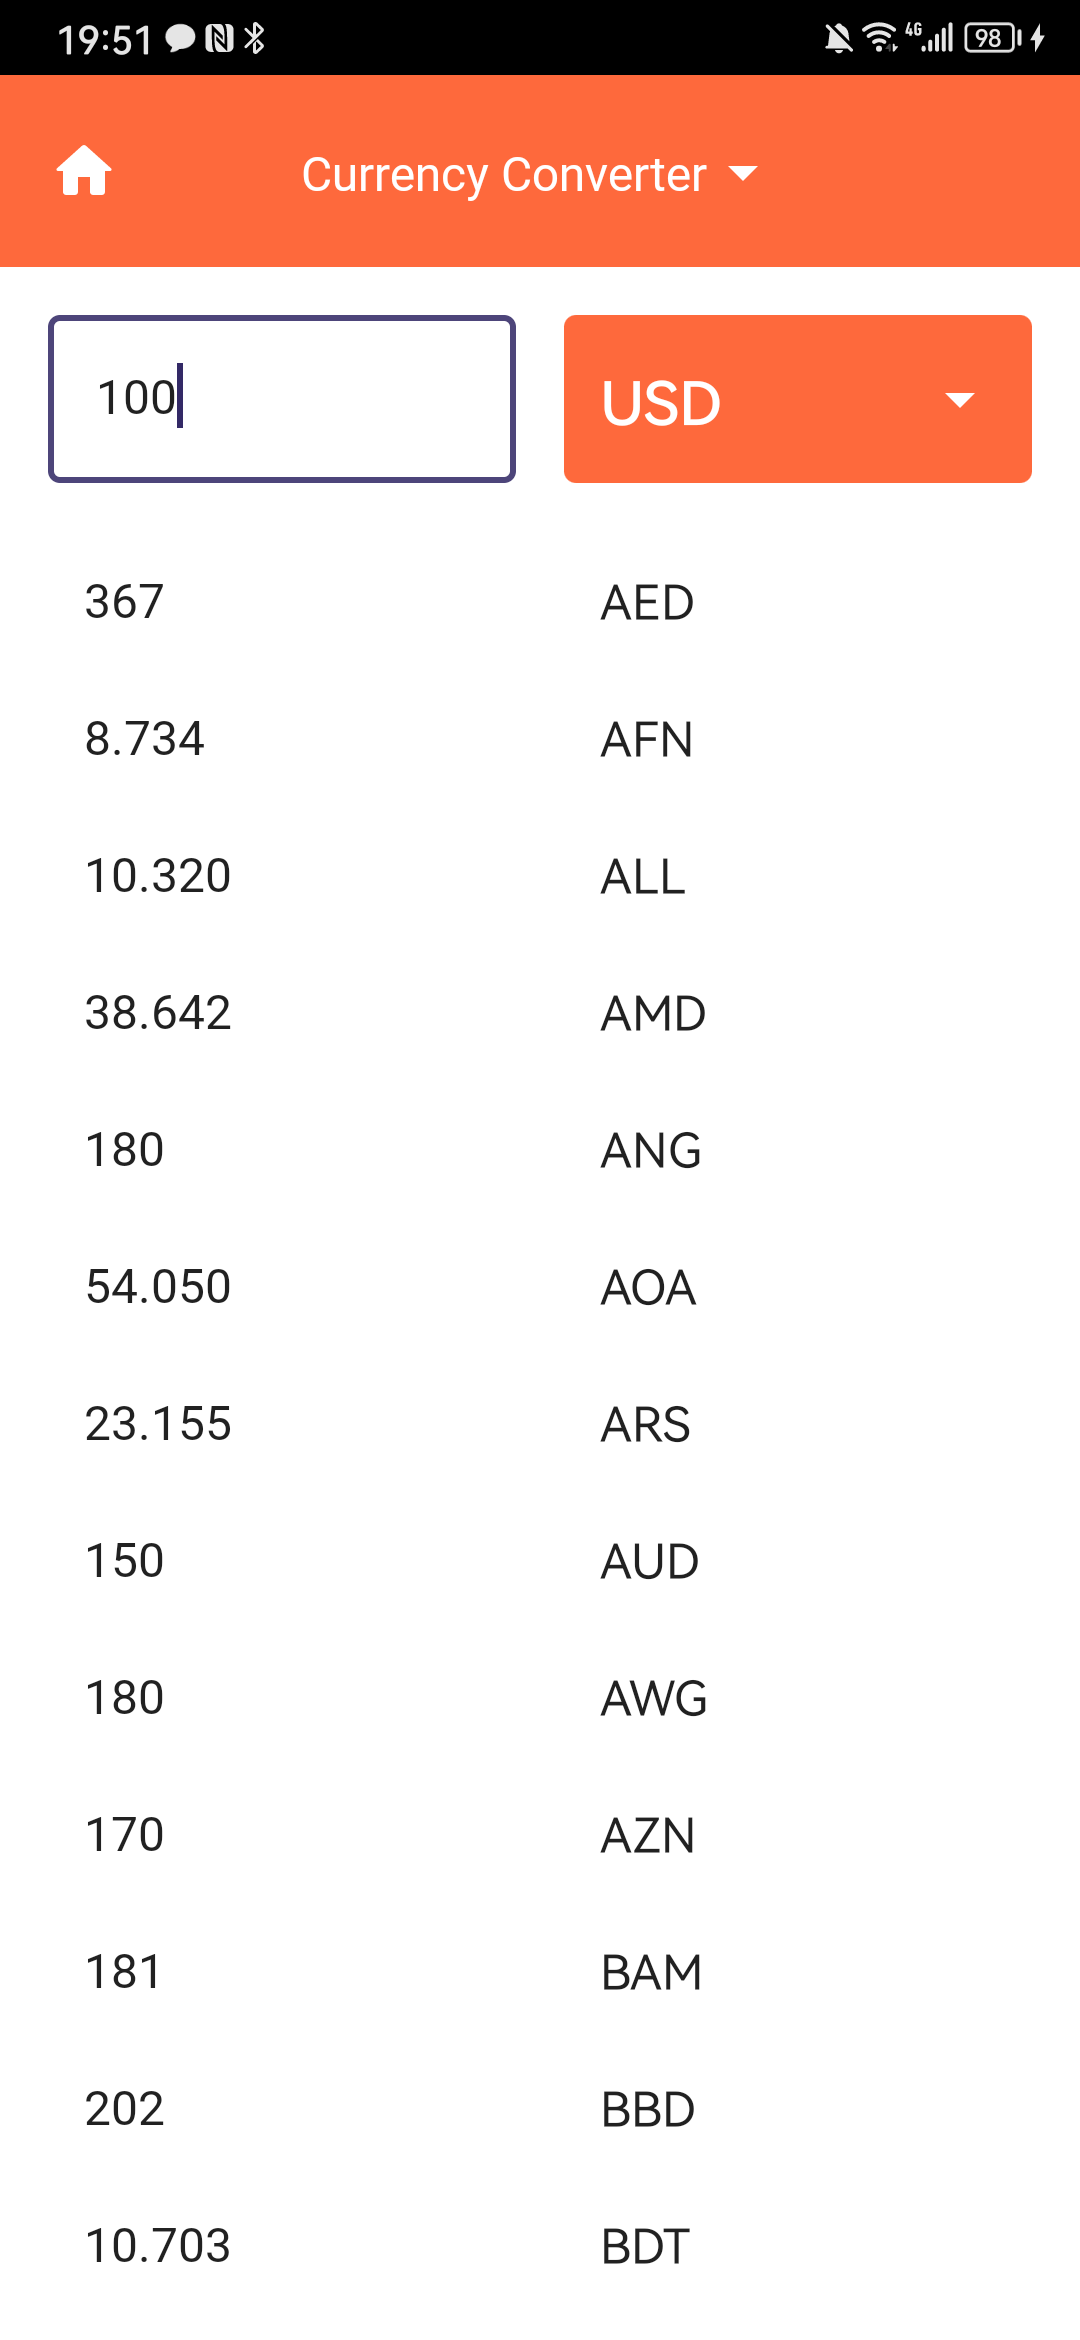 19:51 4G 98
Currency Converter
100 USD
367 AED
8.734 AFN
10.320 ALL
38.642 AMD
180 ANG
54.050 AOA
23.155 ARS
150 AUD
180 AWG
170 AZN
181 BAM
202 BBD
10.703 BDT